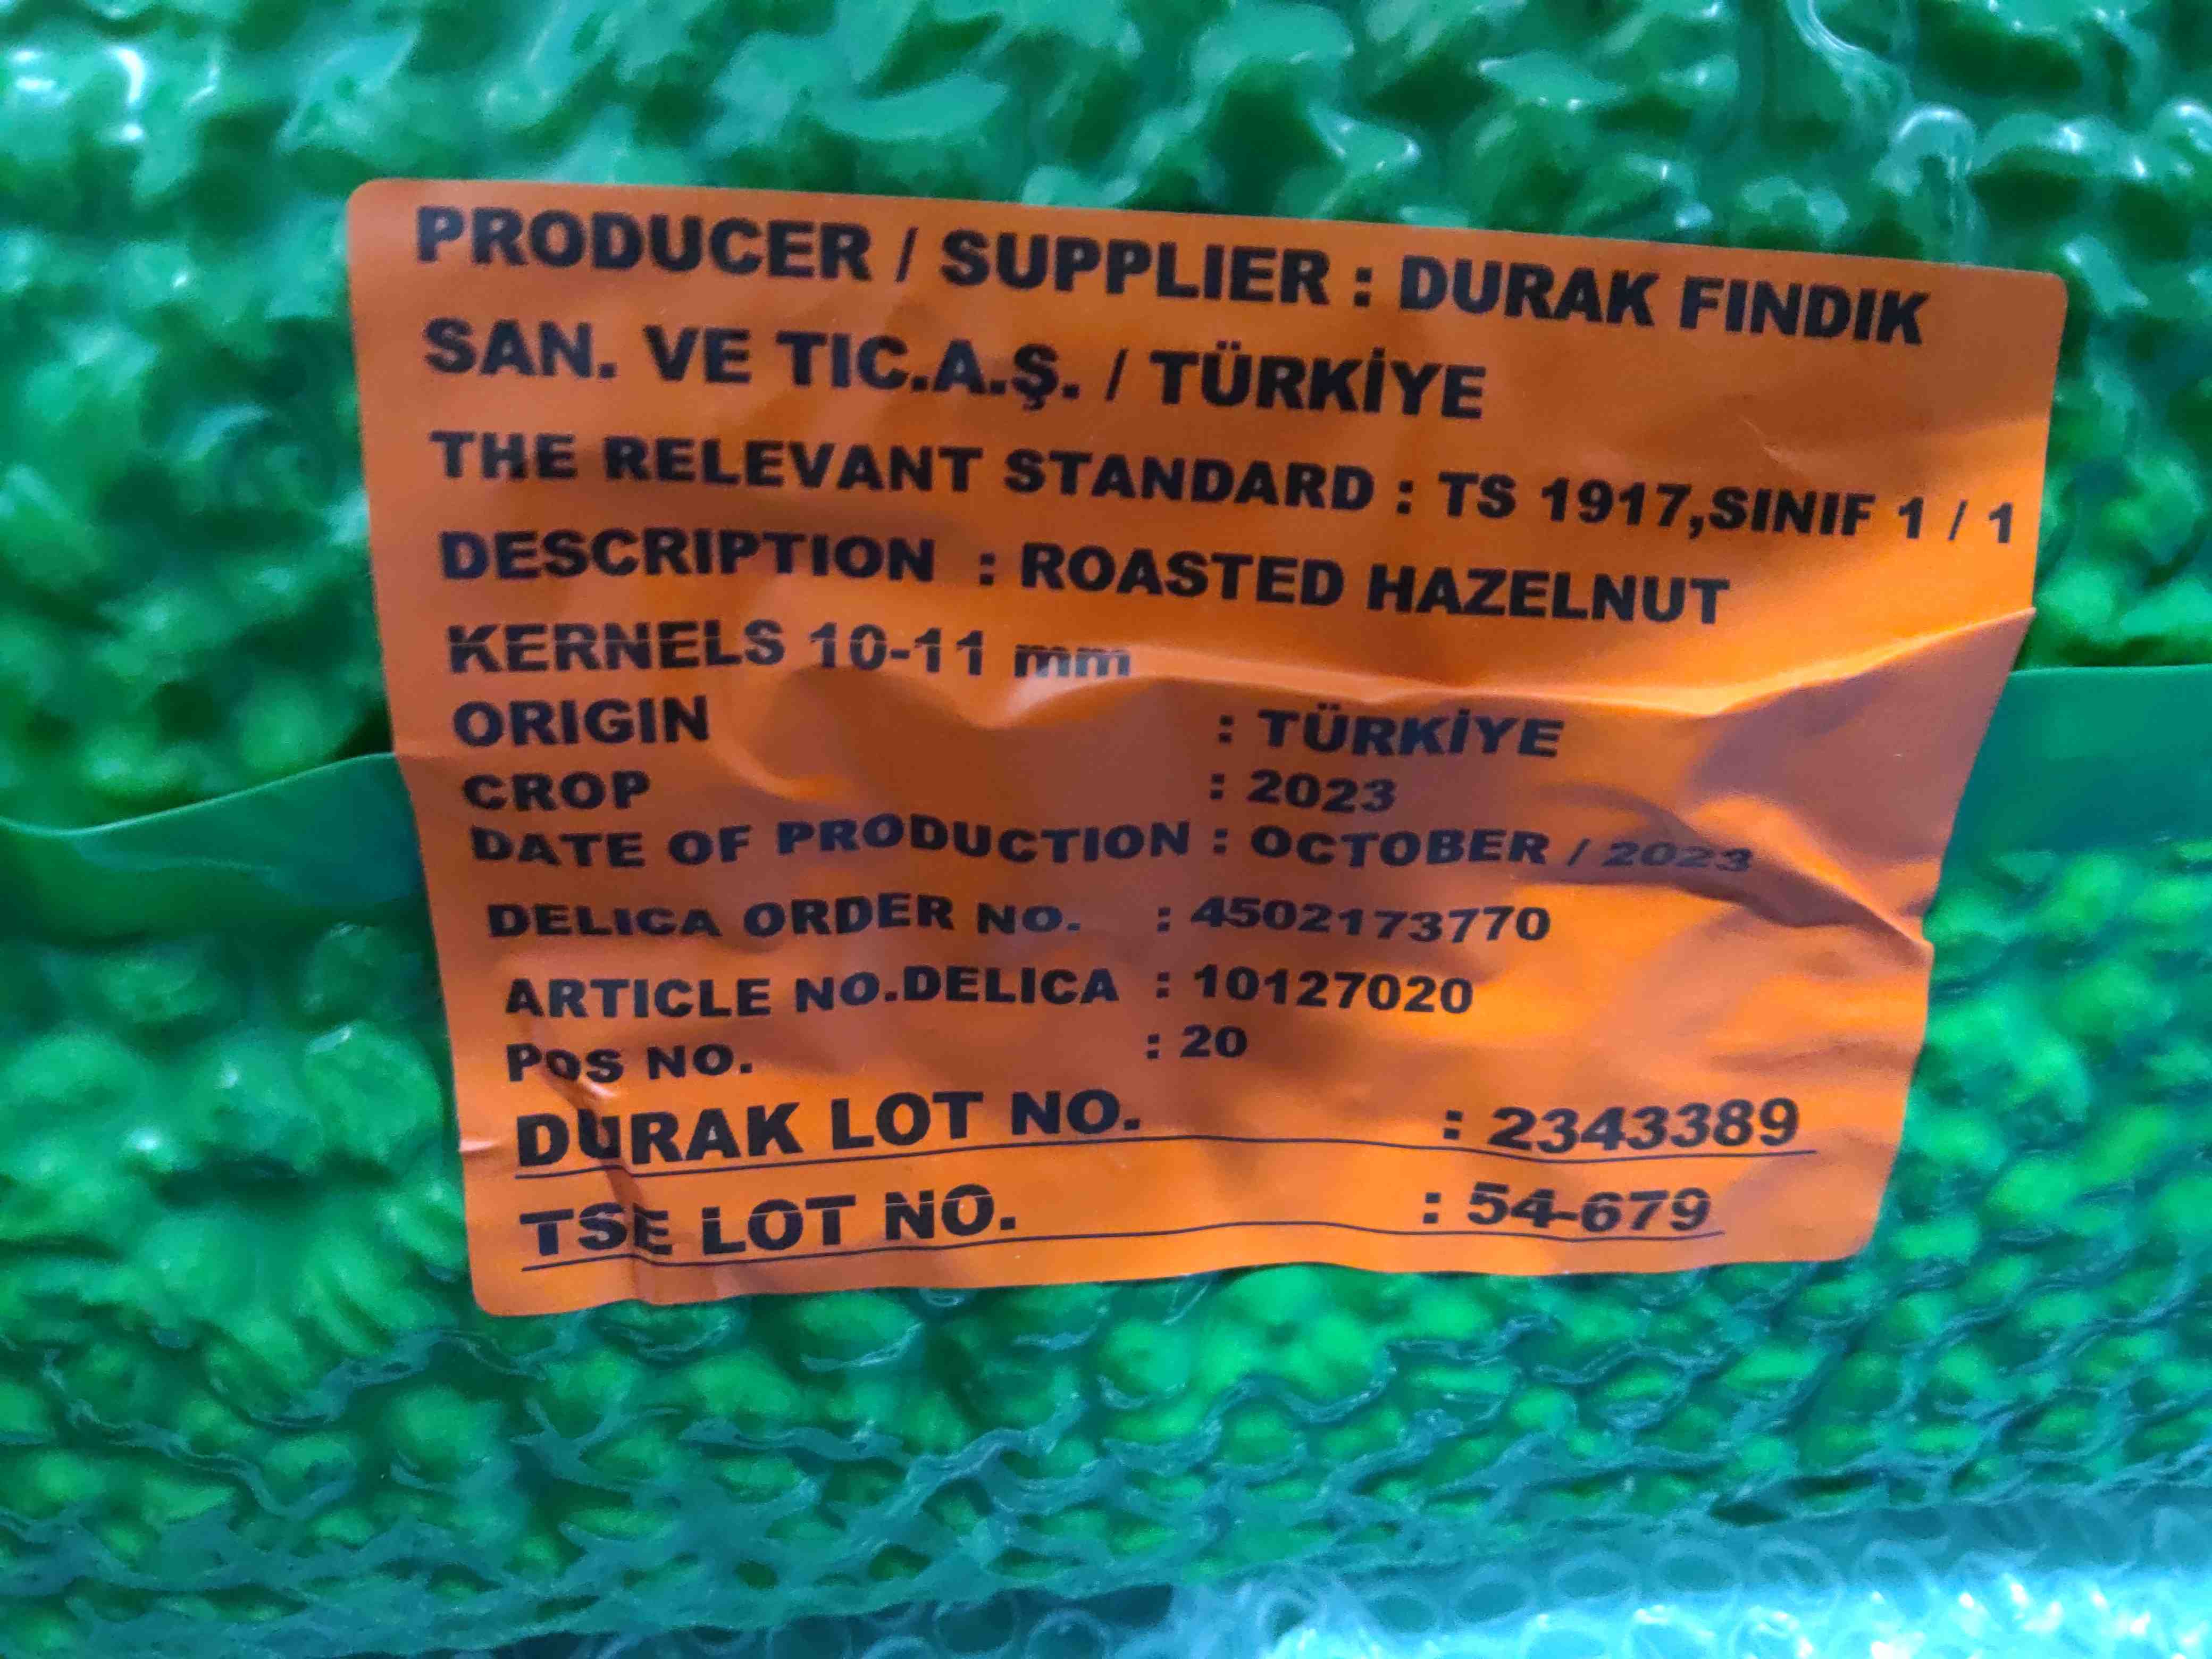 PRODUCER / SUPPLIER : DURAK FINDIK
SAN. VE TIC.A.Ş. / TÜRKİYE
THE RELEVANT STANDARD : TS 1917,SINIF 1 / 1
DESCRIPTION : ROASTED HAZELNUT
KERNELS 10-11 mm
ORIGIN : TÜRKİYE
CROP : 2023
DATE OF PRODUCTION : OCTOBER / 2023
DELICA ORDER NO. : 4502173770
ARTICLE NO.DELICA : 10127020
POS NO. : 20
DURAK LOT NO. : 2343389
TSE LOT NO. : 54-679